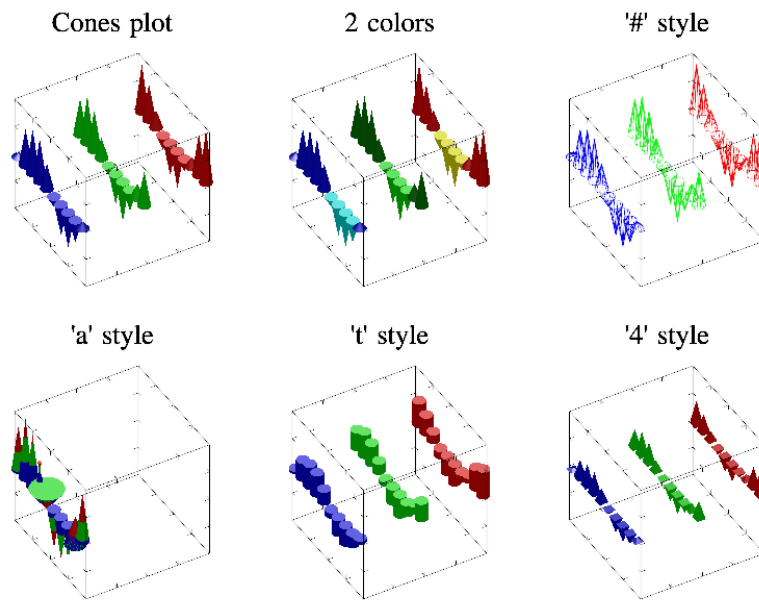 Cones plot
2 colors
'#' style
'a' style
't' style
'4' style